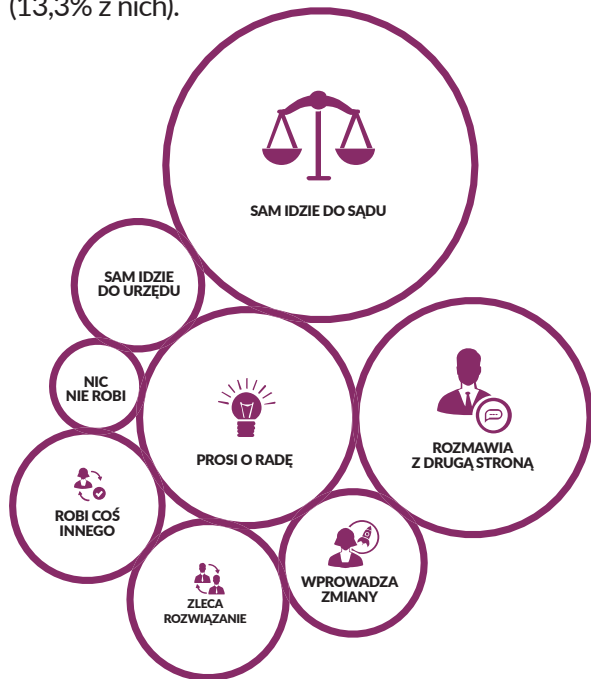 (13,3% z nich).
SAM IDZIE DO SĄDU
SAM IDZIE
DO URZĘDU
NIC
NIE ROBI
PROSI O RADĘ
ROZMAWIA
Z DRUGĄ STRONĄ
ROBI COŚ
INNEGO
WPROWADZA
ZMIANY
ZLECA
ROZWIĄZANIE